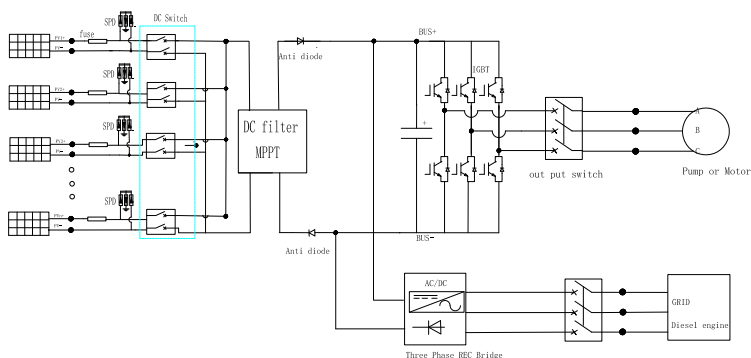 SPD
DC Switch
fuse
PV1+
PV-
SPD
PV-
SPD
PV-
SPD
PV-
Anti diode
DC filter
MPPT
Anti diode
BUS+
IGBT
+
BUS-
out put switch
A
B
C
Pump or Motor
AC/DC
Three Phase REC Bridge
GRID
Diesel engine